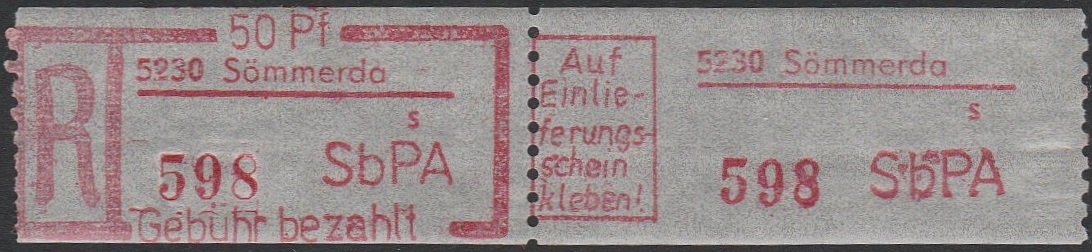 50 Pf
R
5230 Sömmerda
s
598 SbPA
Gebühr bezahlt
Auf
Einlie-
ferungs-
schein
kleben!
5230 Sömmerda
s
598 SbPA